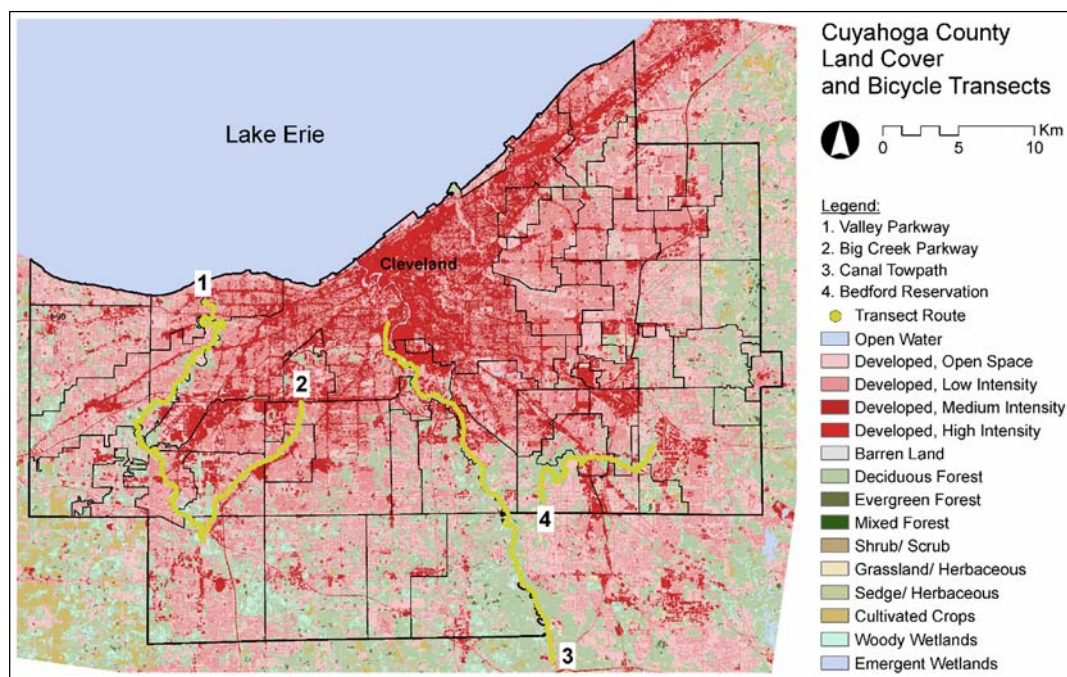 Cuyahoga County
Land Cover
and Bicycle Transects
Km
0 5 10
Legend:
1. Valley Parkway
2. Big Creek Parkway
3. Canal Towpath
4. Bedford Reservation
Transect Route
Open Water
Developed, Open Space
Developed, Low Intensity
Developed, Medium Intensity
Developed, High Intensity
Barren Land
Deciduous Forest
Evergreen Forest
Mixed Forest
Shrub/ Scrub
Grassland/ Herbaceous
Sedge/ Herbaceous
Cultivated Crops
Woody Wetlands
Emergent Wetlands
Lake Erie
Cleveland
1
I-90
2
4
3